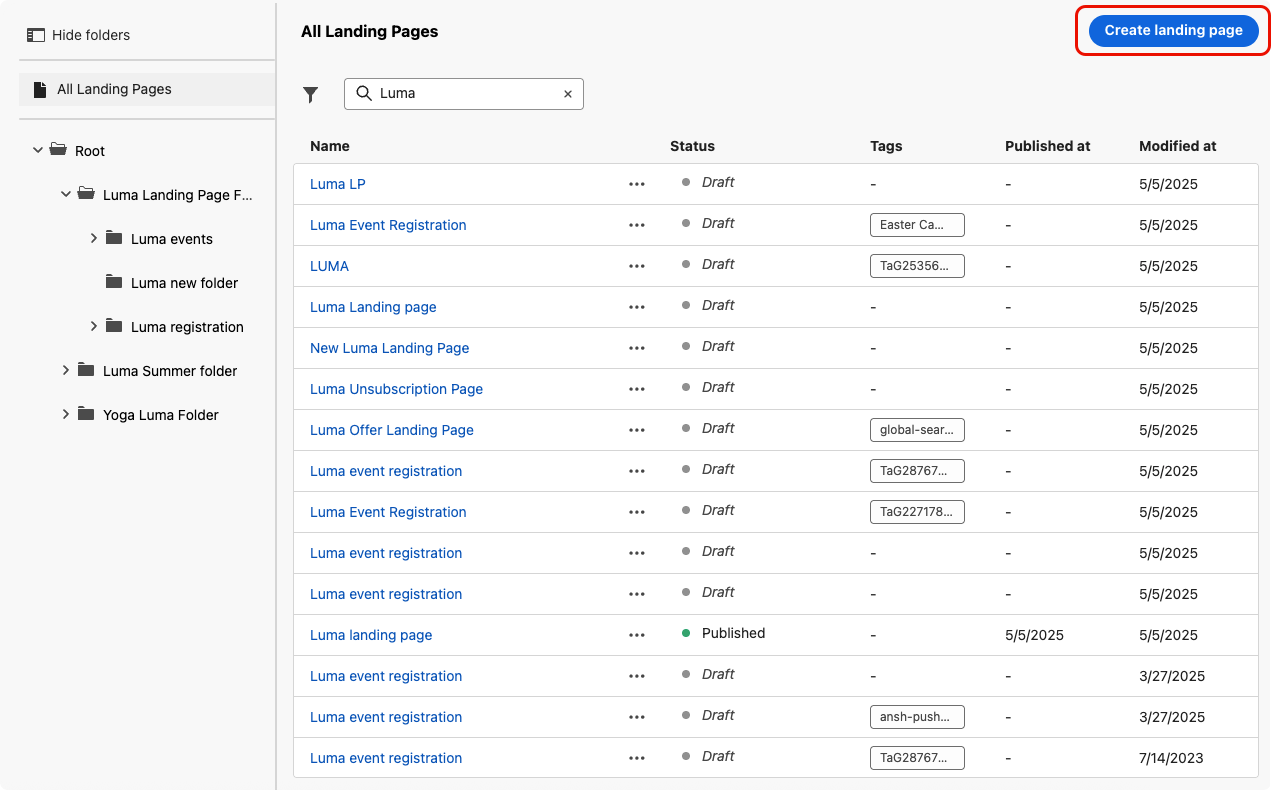 Hide folders
All Landing Pages
Root
Luma Landing Page F...
Luma events
Luma new folder
Luma registration
Luma Summer folder
Yoga Luma Folder
All Landing Pages
Create landing page
Luma
Name Status Tags Published at Modified at
Luma LP ••• Draft - - 5/5/2025
Luma Event Registration ••• Draft Easter Ca... - 5/5/2025
LUMA ••• Draft TaG25356... - 5/5/2025
Luma Landing page ••• Draft - - 5/5/2025
New Luma Landing Page ••• Draft - - 5/5/2025
Luma Unsubscription Page ••• Draft - - 5/5/2025
Luma Offer Landing Page ••• Draft global-sear... - 5/5/2025
Luma event registration ••• Draft TaG28767... - 5/5/2025
Luma Event Registration ••• Draft TaG227178... - 5/5/2025
Luma event registration ••• Draft - - 5/5/2025
Luma event registration ••• Draft - - 5/5/2025
Luma landing page ••• Published - 5/5/2025 5/5/2025
Luma event registration ••• Draft - - 3/27/2025
Luma event registration ••• Draft ansh-push... - 3/27/2025
Luma event registration ••• Draft TaG28767... - 7/14/2023